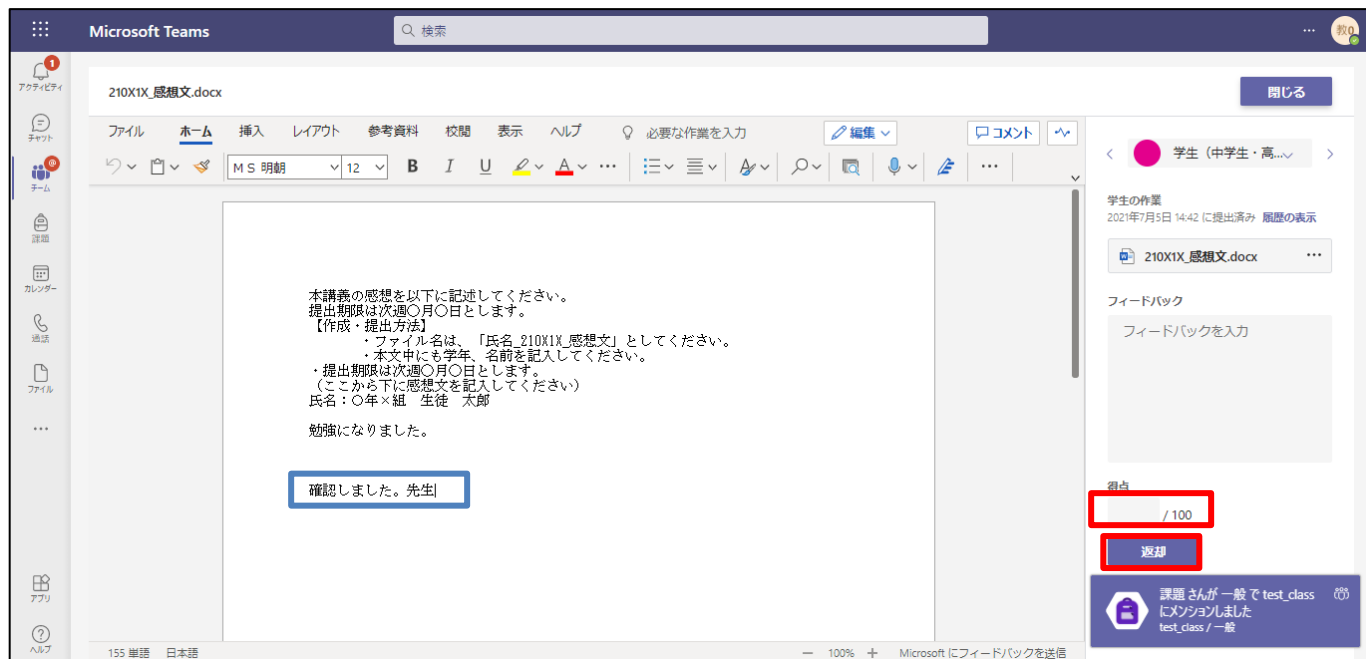 Microsoft Teams
検索
教0
1
アクティビティ
チャット
@
チーム
課題
カレンダー
通話
ファイル
アプリ
ヘルプ
210X1X_感想文.docx
閉じる
ファイル ホーム 挿入 レイアウト 参考資料 校閲 表示 ヘルプ 必要な作業を入力 編集 コメント
ＭＳ 明朝 12 B I U A
本講義の感想を以下に記述してください。
提出期限は次週〇月〇日とします。
【作成・提出方法】
・ファイル名は、「氏名_210X1X_感想文」としてください。
・本文中にも学年、名前を記入してください。
・提出期限は次週〇月〇日とします。
（ここから下に感想文を記入してください）
氏名：〇年×組　生徒　太郎
勉強になりました。
確認しました。先生
155 単語 日本語
100%
Microsoft にフィードバックを送信
学生（中学生・高...
学生の作業
2021年7月5日 14:42 に提出済み 履歴の表示
210X1X_感想文.docx
フィードバック
フィードバックを入力
得点
/ 100
返却
課題 さんが 一般 で test_class
にメンションしました
test_class / 一般